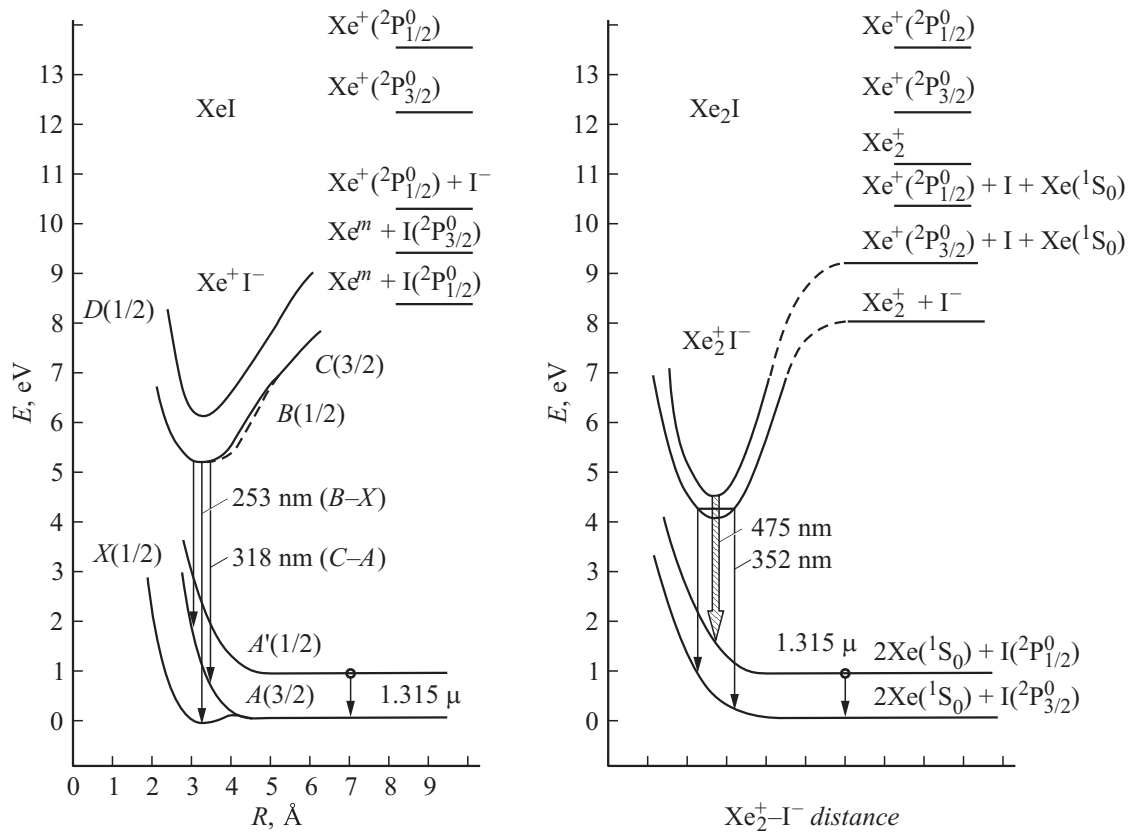 XeI
Xe⁺(²P⁰₁/₂)
Xe⁺(²P⁰₃/₂)
Xe⁺(²P⁰₁/₂) + I⁻
Xeᵐ + I(²P⁰₃/₂)
Xeᵐ + I(²P⁰₁/₂)
Xe⁺I⁻
D(1/2)
C(3/2)
B(1/2)
253 nm (B–X)
318 nm (C–A)
X(1/2)
A'(1/2)
A(3/2)
1.315 μ
E, eV
13
12
11
10
9
8
7
6
5
4
3
2
1
0
0 1 2 3 4 5 6 7 8 9
R, Å
Xe₂I
Xe⁺(²P⁰₁/₂)
Xe⁺(²P⁰₃/₂)
Xe₂⁺
Xe⁺(²P⁰₁/₂) + I + Xe(¹S₀)
Xe⁺(²P⁰₃/₂) + I + Xe(¹S₀)
Xe₂⁺ + I⁻
Xe₂⁺I⁻
475 nm
352 nm
1.315 μ
2Xe(¹S₀) + I(²P⁰₁/₂)
2Xe(¹S₀) + I(²P⁰₃/₂)
E, eV
13
12
11
10
9
8
7
6
5
4
3
2
1
0
Xe₂⁺–I⁻ distance